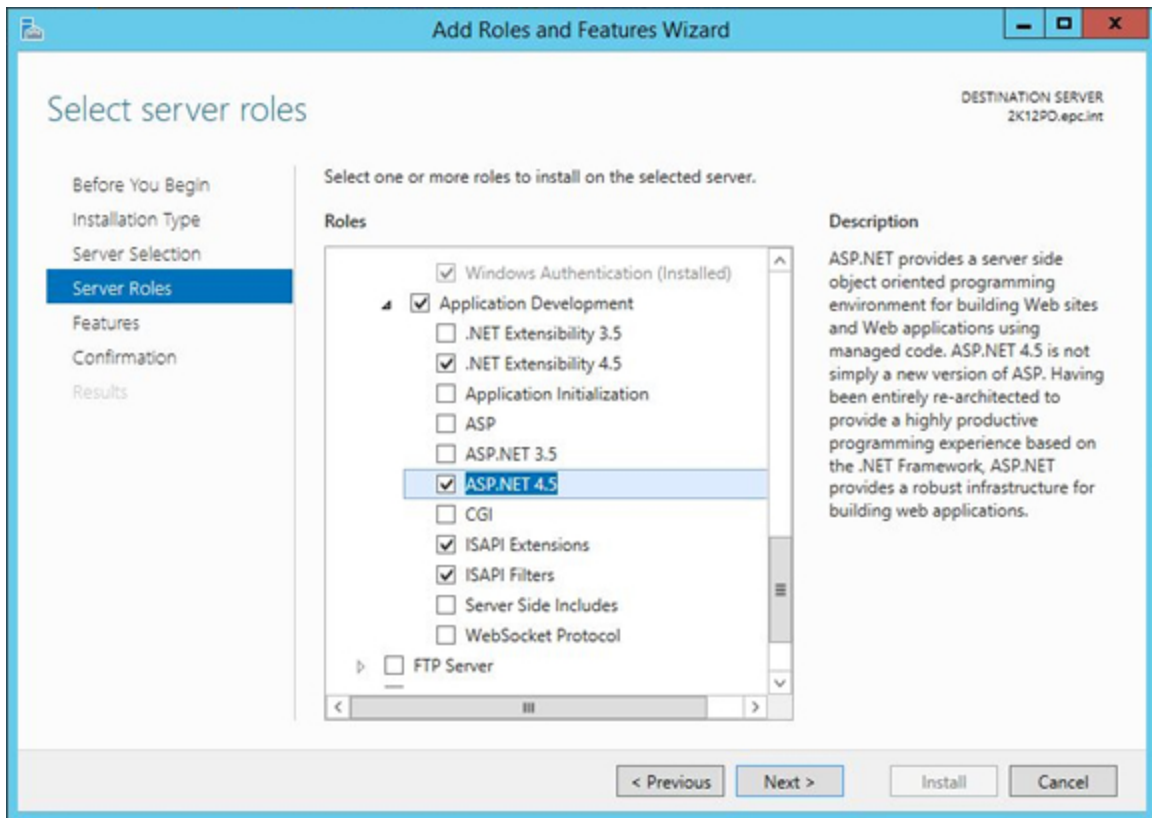 Add Roles and Features Wizard
Select server roles
DESTINATION SERVER
2K12PD.epc.int
Before You Begin
Installation Type
Server Selection
Server Roles
Features
Confirmation
Results
Select one or more roles to install on the selected server.
Roles
Windows Authentication (Installed)
Application Development
.NET Extensibility 3.5
.NET Extensibility 4.5
Application Initialization
ASP
ASP.NET 3.5
ASP.NET 4.5
CGI
ISAPI Extensions
ISAPI Filters
Server Side Includes
WebSocket Protocol
FTP Server
Description
ASP.NET provides a server side
object oriented programming
environment for building Web sites
and Web applications using
managed code. ASP.NET 4.5 is not
simply a new version of ASP. Having
been entirely re-architected to
provide a highly productive
programming experience based on
the .NET Framework, ASP.NET
provides a robust infrastructure for
building web applications.
< Previous
Next >
Install
Cancel